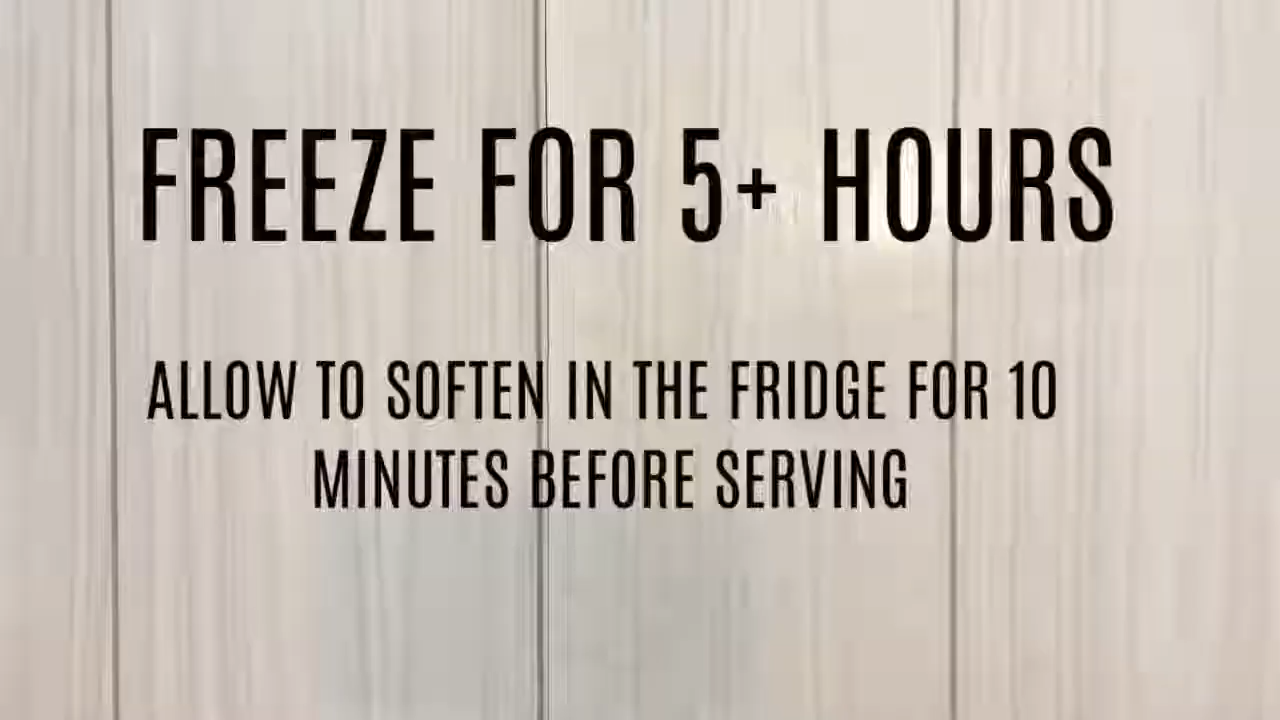 FREEZE FOR 5+ HOURS
ALLOW TO SOFTEN IN THE FRIDGE FOR 10
MINUTES BEFORE SERVING